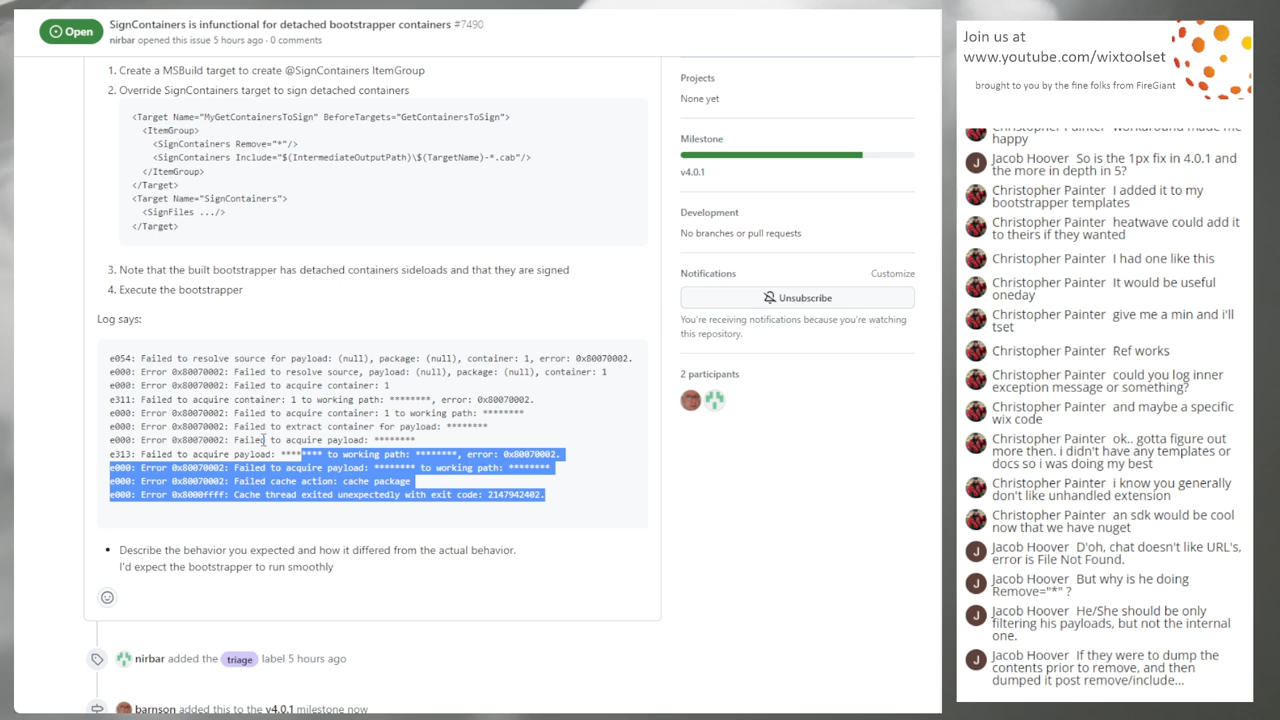 Open
SignContainers is infunctional for detached bootstrapper containers #7490
nirbar opened this issue 5 hours ago · 0 comments
1. Create a MSBuild target to create @SignContainers ItemGroup
2. Override SignContainers target to sign detached containers
<Target Name="MyGetContainersToSign" BeforeTargets="GetContainersToSign">
<ItemGroup>
<SignContainers Remove="*"/>
<SignContainers Include="$(IntermediateOutputPath)\$(TargetName)-*.cab"/>
</ItemGroup>
</Target>
<Target Name="SignContainers">
<SignFiles .../>
</Target>
3. Note that the built bootstrapper has detached containers sideloads and that they are signed
4. Execute the bootstrapper
Log says:
e054: Failed to resolve source for payload: (null), package: (null), container: 1, error: 0x80070002.
e000: Error 0x80070002: Failed to resolve source, payload: (null), package: (null), container: 1
e000: Error 0x80070002: Failed to acquire container: 1
e311: Failed to acquire container: 1 to working path: ********, error: 0x80070002.
e000: Error 0x80070002: Failed to acquire container: 1 to working path: ********
e000: Error 0x80070002: Failed to extract container for payload: ********
e000: Error 0x80070002: Failed to acquire payload: ********
e313: Failed to acquire payload: ******** to working path: ********, error: 0x80070002.
e000: Error 0x80070002: Failed to acquire payload: ******** to working path: ********
e000: Error 0x80070002: Failed cache action: cache package
e000: Error 0x8000ffff: Cache thread exited unexpectedly with exit code: 2147942402.
• Describe the behavior you expected and how it differed from the actual behavior.
I'd expect the bootstrapper to run smoothly
nirbar added the triage label 5 hours ago
barnson added this to the v4.0.1 milestone now
Projects
None yet
Milestone
v4.0.1
Development
No branches or pull requests
Notifications
Customize
Unsubscribe
You're receiving notifications because you're watching
this repository.
2 participants
Join us at
www.youtube.com/wixtoolset
brought to you by the fine folks from FireGiant
Christopher Painter workaround made me
happy
Jacob Hoover So is the 1px fix in 4.0.1 and
the more in depth in 5?
Christopher Painter I added it to my
bootstrapper templates
Christopher Painter heatwave could add it
to theirs if they wanted
Christopher Painter I had one like this
Christopher Painter It would be useful
oneday
Christopher Painter give me a min and i'll
tset
Christopher Painter Ref works
Christopher Painter could you log inner
exception message or something?
Christopher Painter and maybe a specific
wix code
Christopher Painter ok.. gotta figure out
more then. i didn't have any templates or
docs so i was doing my best
Christopher Painter i know you generally
don't like unhandled extension
Christopher Painter an sdk would be cool
now that we have nuget
Jacob Hoover D'oh, chat doesn't like URL's,
error is File Not Found.
Jacob Hoover But why is he doing
Remove="*" ?
Jacob Hoover He/She should be only
filtering his payloads, but not the internal
one.
Jacob Hoover If they were to dump the
contents prior to remove, and then
dumped it post remove/include...